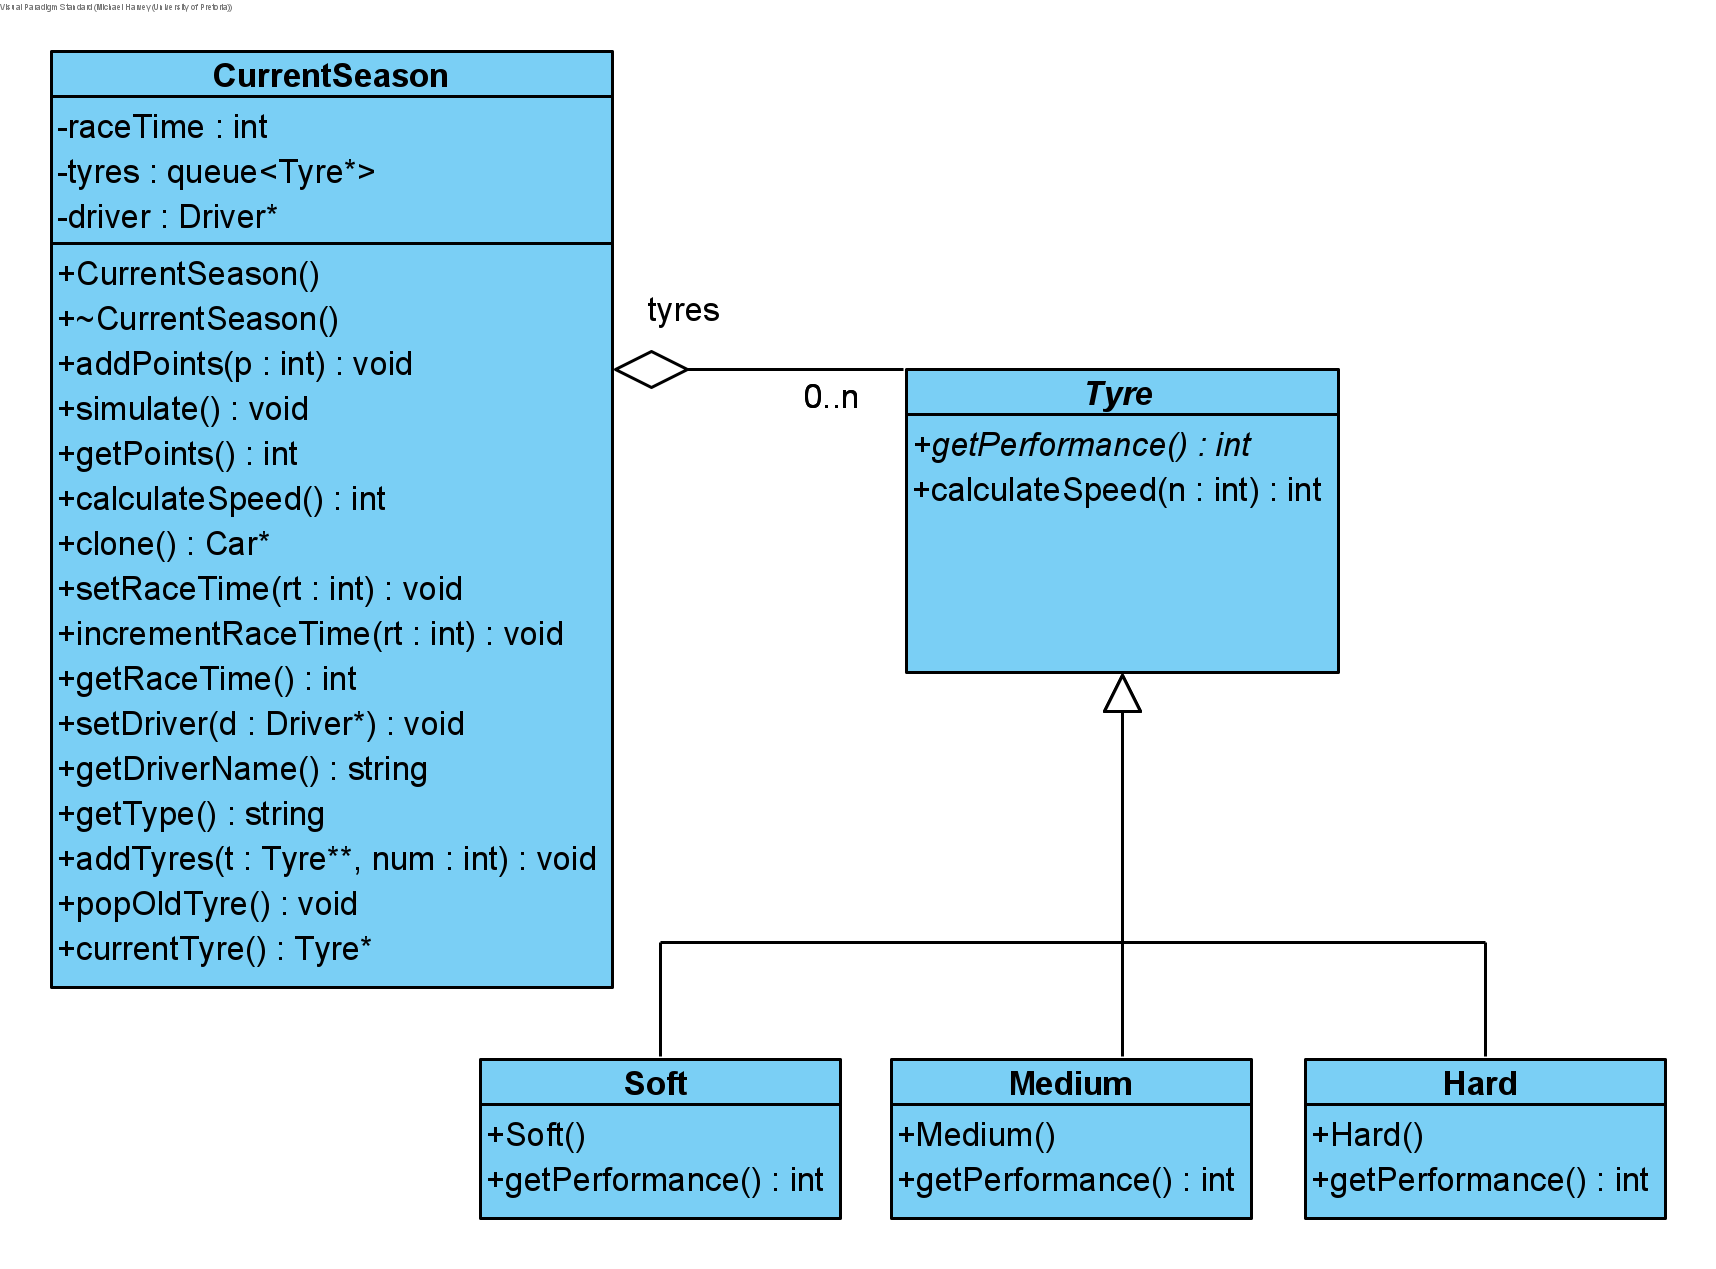 Visual Paradigm Standard (Michael Harvey (University of Pretoria))
CurrentSeason
-raceTime : int
-tyres : queue<Tyre*>
-driver : Driver*
+CurrentSeason()
+~CurrentSeason()
+addPoints(p : int) : void
+simulate() : void
+getPoints() : int
+calculateSpeed() : int
+clone() : Car*
+setRaceTime(rt : int) : void
+incrementRaceTime(rt : int) : void
+getRaceTime() : int
+setDriver(d : Driver*) : void
+getDriverName() : string
+getType() : string
+addTyres(t : Tyre**, num : int) : void
+popOldTyre() : void
+currentTyre() : Tyre*
tyres
0..n
Tyre
+getPerformance() : int
+calculateSpeed(n : int) : int
Soft
+Soft()
+getPerformance() : int
Medium
+Medium()
+getPerformance() : int
Hard
+Hard()
+getPerformance() : int